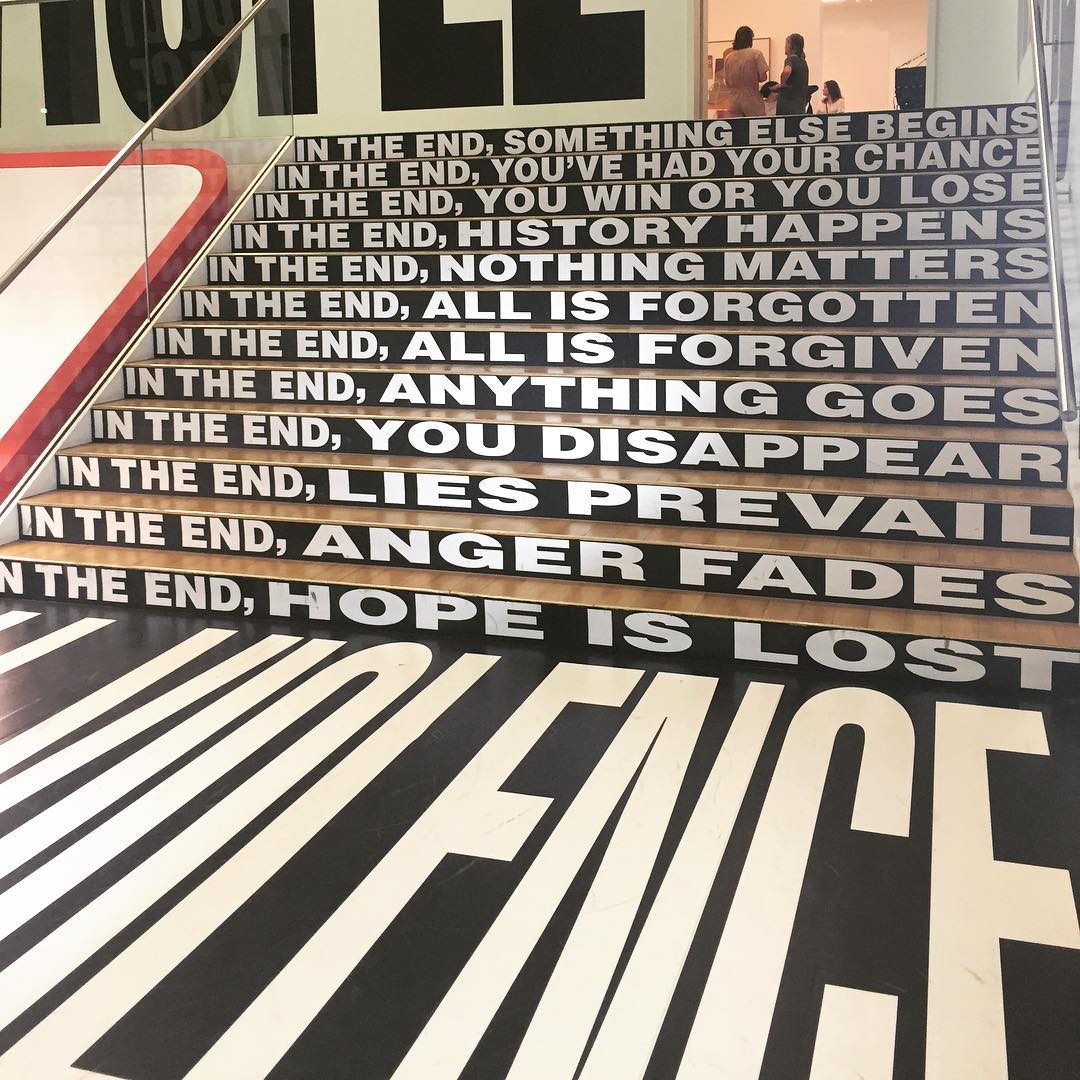 IN THE END, SOMETHING ELSE BEGINS
IN THE END, YOU'VE HAD YOUR CHANCE
IN THE END, YOU WIN OR YOU LOSE
IN THE END, HISTORY HAPPENS
IN THE END, NOTHING MATTERS
IN THE END, ALL IS FORGOTTEN
IN THE END, ALL IS FORGIVEN
IN THE END, ANYTHING GOES
IN THE END, YOU DISAPPEAR
IN THE END, LIES PREVAIL
IN THE END, ANGER FADES
IN THE END, HOPE IS LOST
VIOLENCE